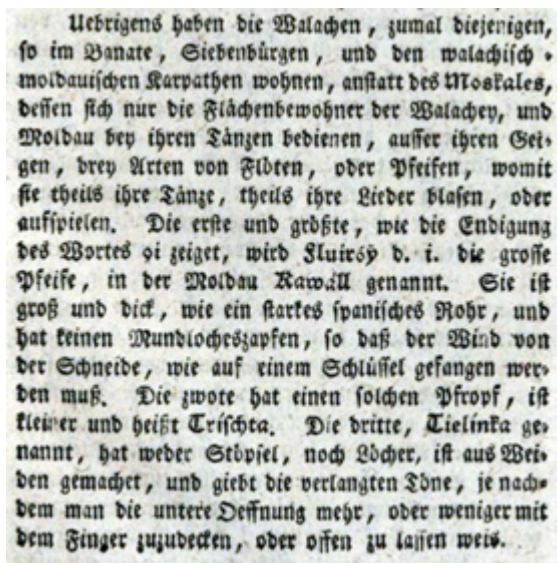 Uebrigens haben die Walachen, zumal diejenigen,
so im Banate, Siebenbürgen, und den walachisch-
moldauischen Karpathen wohnen, anstatt des Moskales,
dessen sich nur die Flächenbewohner der Walachey, und
Moldau bey ihren Tänzen bedienen, ausser ihren Gei-
gen, drey Arten von Flöten, oder Pfeifen, womit
sie theils ihre Tänze, theils ihre Lieder blasen, oder
aufspielen. Die erste und größte, wie die Endigung
des Wortes oi zeiget, wird Fluiroy d. i. die grosse
Pfeife, in der Moldau Kawall genannt. Sie ist
groß und dick, wie ein starkes spanisches Rohr, und
hat keinen Mundlocheszapfen, so daß der Wind von
der Schneide, wie auf einem Schlüssel gefangen wer-
den muß. Die zwote hat einen solchen Pfropf, ist
kleiner und heißt Trischta. Die dritte, Tielinka ge-
nannt, hat weder Stöpsel, noch Löcher, ist aus Wei-
den gemachet, und giebt die verlangten Töne, je nach-
dem man die untere Oeffnung mehr, oder weniger mit
dem Finger zuzudecken, oder offen zu lassen weis.